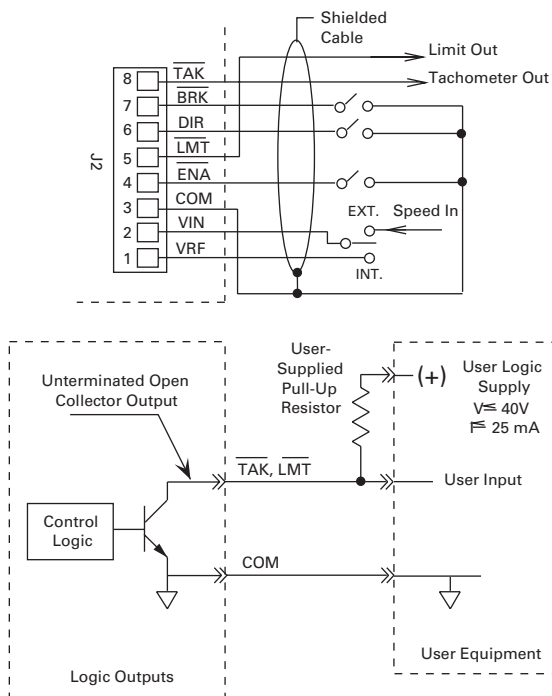 Shielded
Cable
Limit Out
Tachometer Out
8 TAK
7 BRK
6 DIR
5 LMT
4 ENA
3 COM
2 VIN
1 VRF
J2
EXT.
Speed In
INT.
Unterminated Open
Collector Output
User-
Supplied
Pull-Up
Resistor
(+)
User Logic
Supply
V≤ 40V
I≤ 25 mA
TAK, LMT
User Input
Control
Logic
COM
Logic Outputs
User Equipment